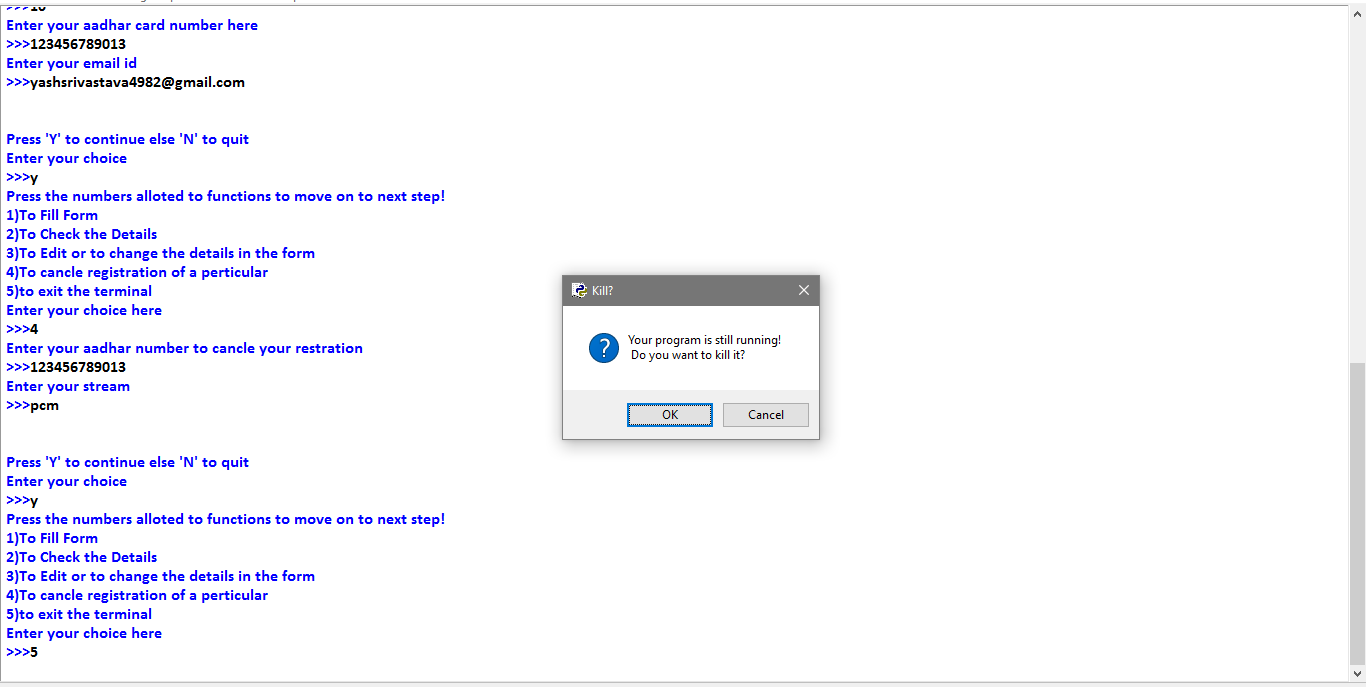 >>>10
Enter your aadhar card number here
>>>123456789013
Enter your email id
>>>yashsrivastava4982@gmail.com
Press 'Y' to continue else 'N' to quit
Enter your choice
>>>y
Press the numbers alloted to functions to move on to next step!
1)To Fill Form
2)To Check the Details
3)To Edit or to change the details in the form
4)To cancle registration of a perticular
5)to exit the terminal
Enter your choice here
>>>4
Enter your aadhar number to cancle your restration
>>>123456789013
Enter your stream
>>>pcm
Press 'Y' to continue else 'N' to quit
Enter your choice
>>>y
Press the numbers alloted to functions to move on to next step!
1)To Fill Form
2)To Check the Details
3)To Edit or to change the details in the form
4)To cancle registration of a perticular
5)to exit the terminal
Enter your choice here
>>>5
Kill?
Your program is still running!
Do you want to kill it?
OK
Cancel